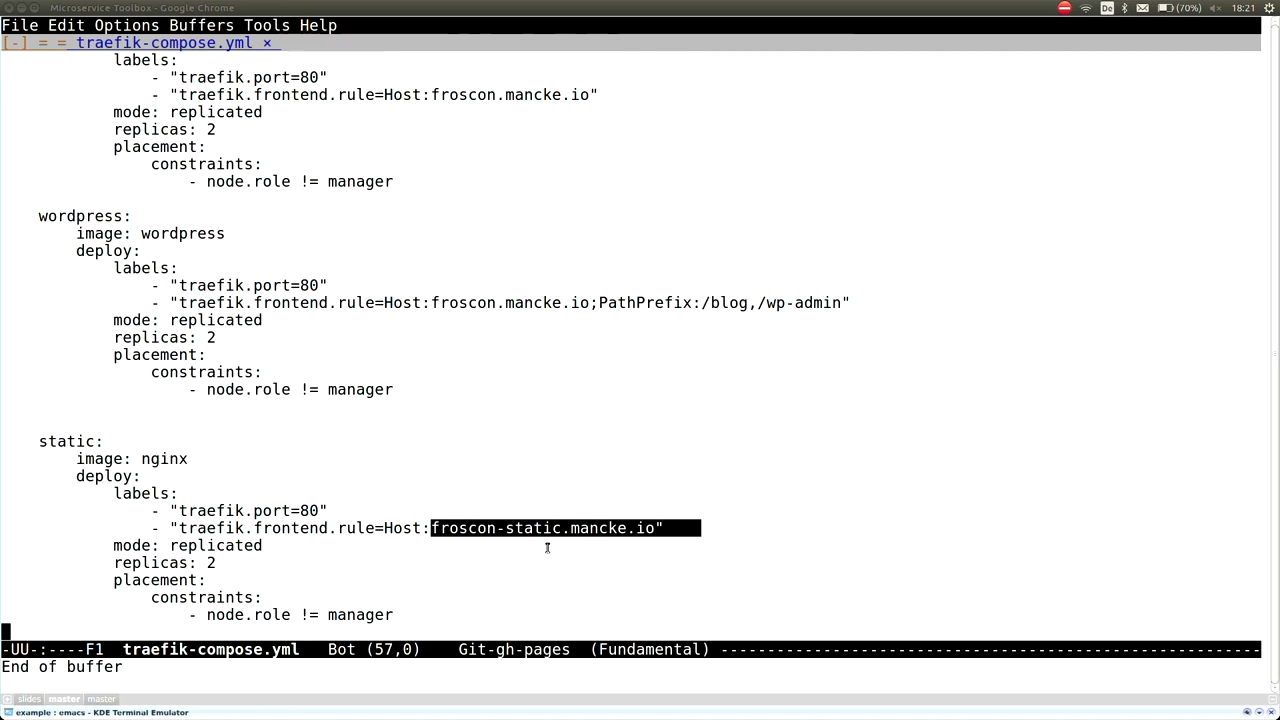 Microservice Toolbox - Google Chrome De (70%) 18:21
File Edit Options Buffers Tools Help
[-] = = traefik-compose.yml ×
labels:
- "traefik.port=80"
- "traefik.frontend.rule=Host:froscon.mancke.io"
mode: replicated
replicas: 2
placement:
constraints:
- node.role != manager
wordpress:
image: wordpress
deploy:
labels:
- "traefik.port=80"
- "traefik.frontend.rule=Host:froscon.mancke.io;PathPrefix:/blog,/wp-admin"
mode: replicated
replicas: 2
placement:
constraints:
- node.role != manager
static:
image: nginx
deploy:
labels:
- "traefik.port=80"
- "traefik.frontend.rule=Host:froscon-static.mancke.io"
mode: replicated
replicas: 2
placement:
constraints:
- node.role != manager
-UU-:----F1 traefik-compose.yml Bot (57,0) Git-gh-pages (Fundamental) ----------------------------------------------------------
End of buffer
slides master master
example : emacs - KDE Terminal Emulator